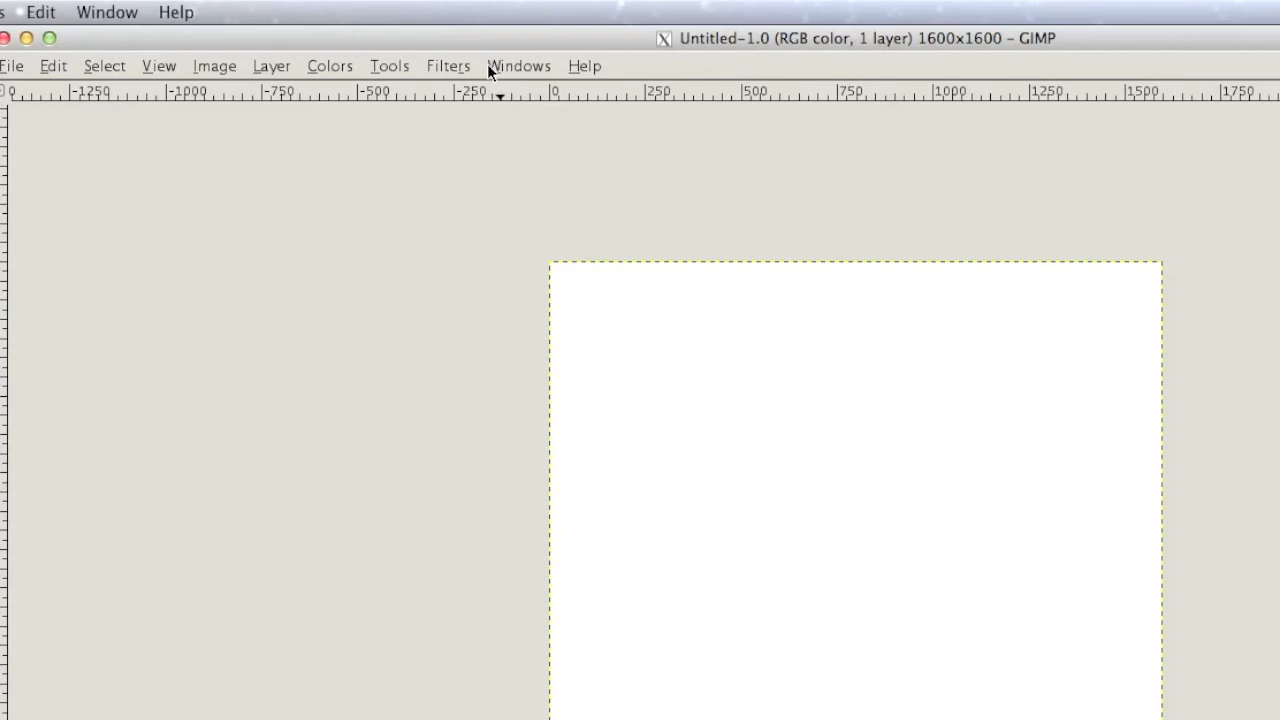 s Edit Window Help
Untitled-1.0 (RGB color, 1 layer) 1600x1600 – GIMP
File Edit Select View Image Layer Colors Tools Filters Windows Help
0 -1250 -1000 -750 -500 -250 0 250 500 750 1000 1250 1500 1750